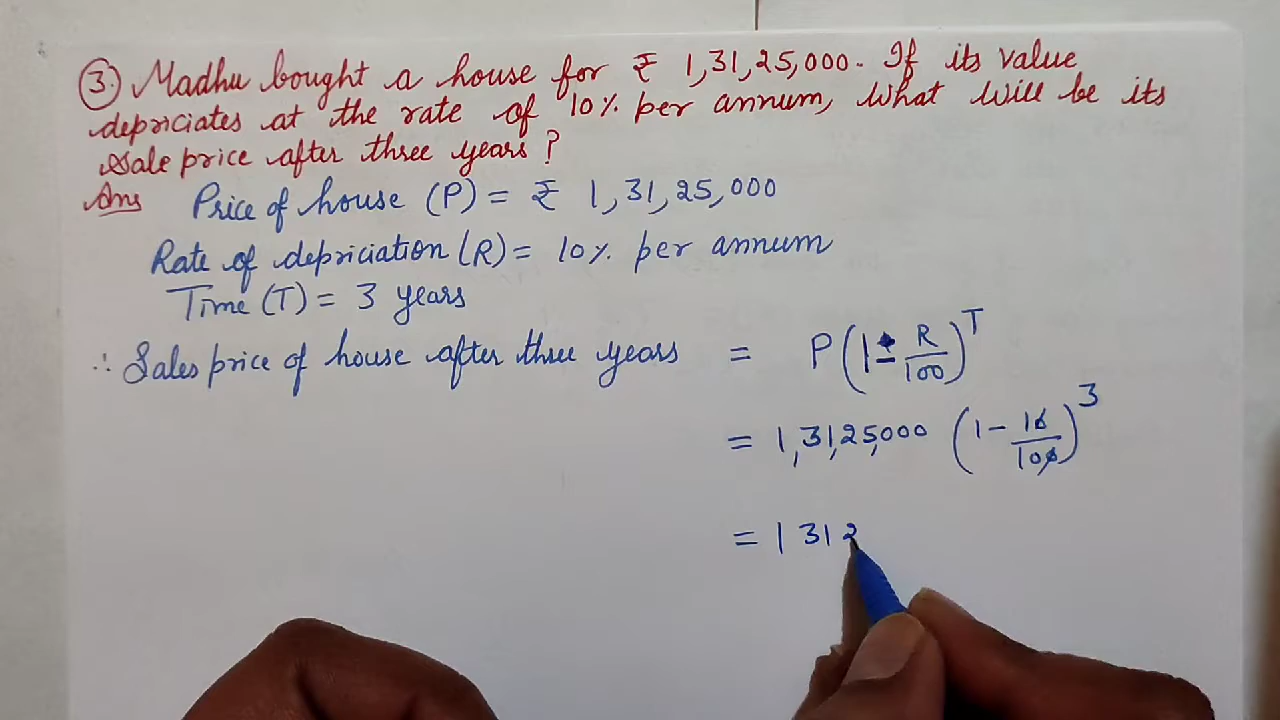 3. Madhu bought a house for ₹ 1,31,25,000. If its value
depriciates at the rate of 10% per annum, what will be its
Sale price after three years?
Ans Price of house (P) = ₹ 1,31,25,000
Rate of depriciation (R) = 10% per annum
Time (T) = 3 years
∴ Sales price of house after three years = P(1 - R/100)^T
= 1,31,25,000 (1 - 10/100)^3
= 1312